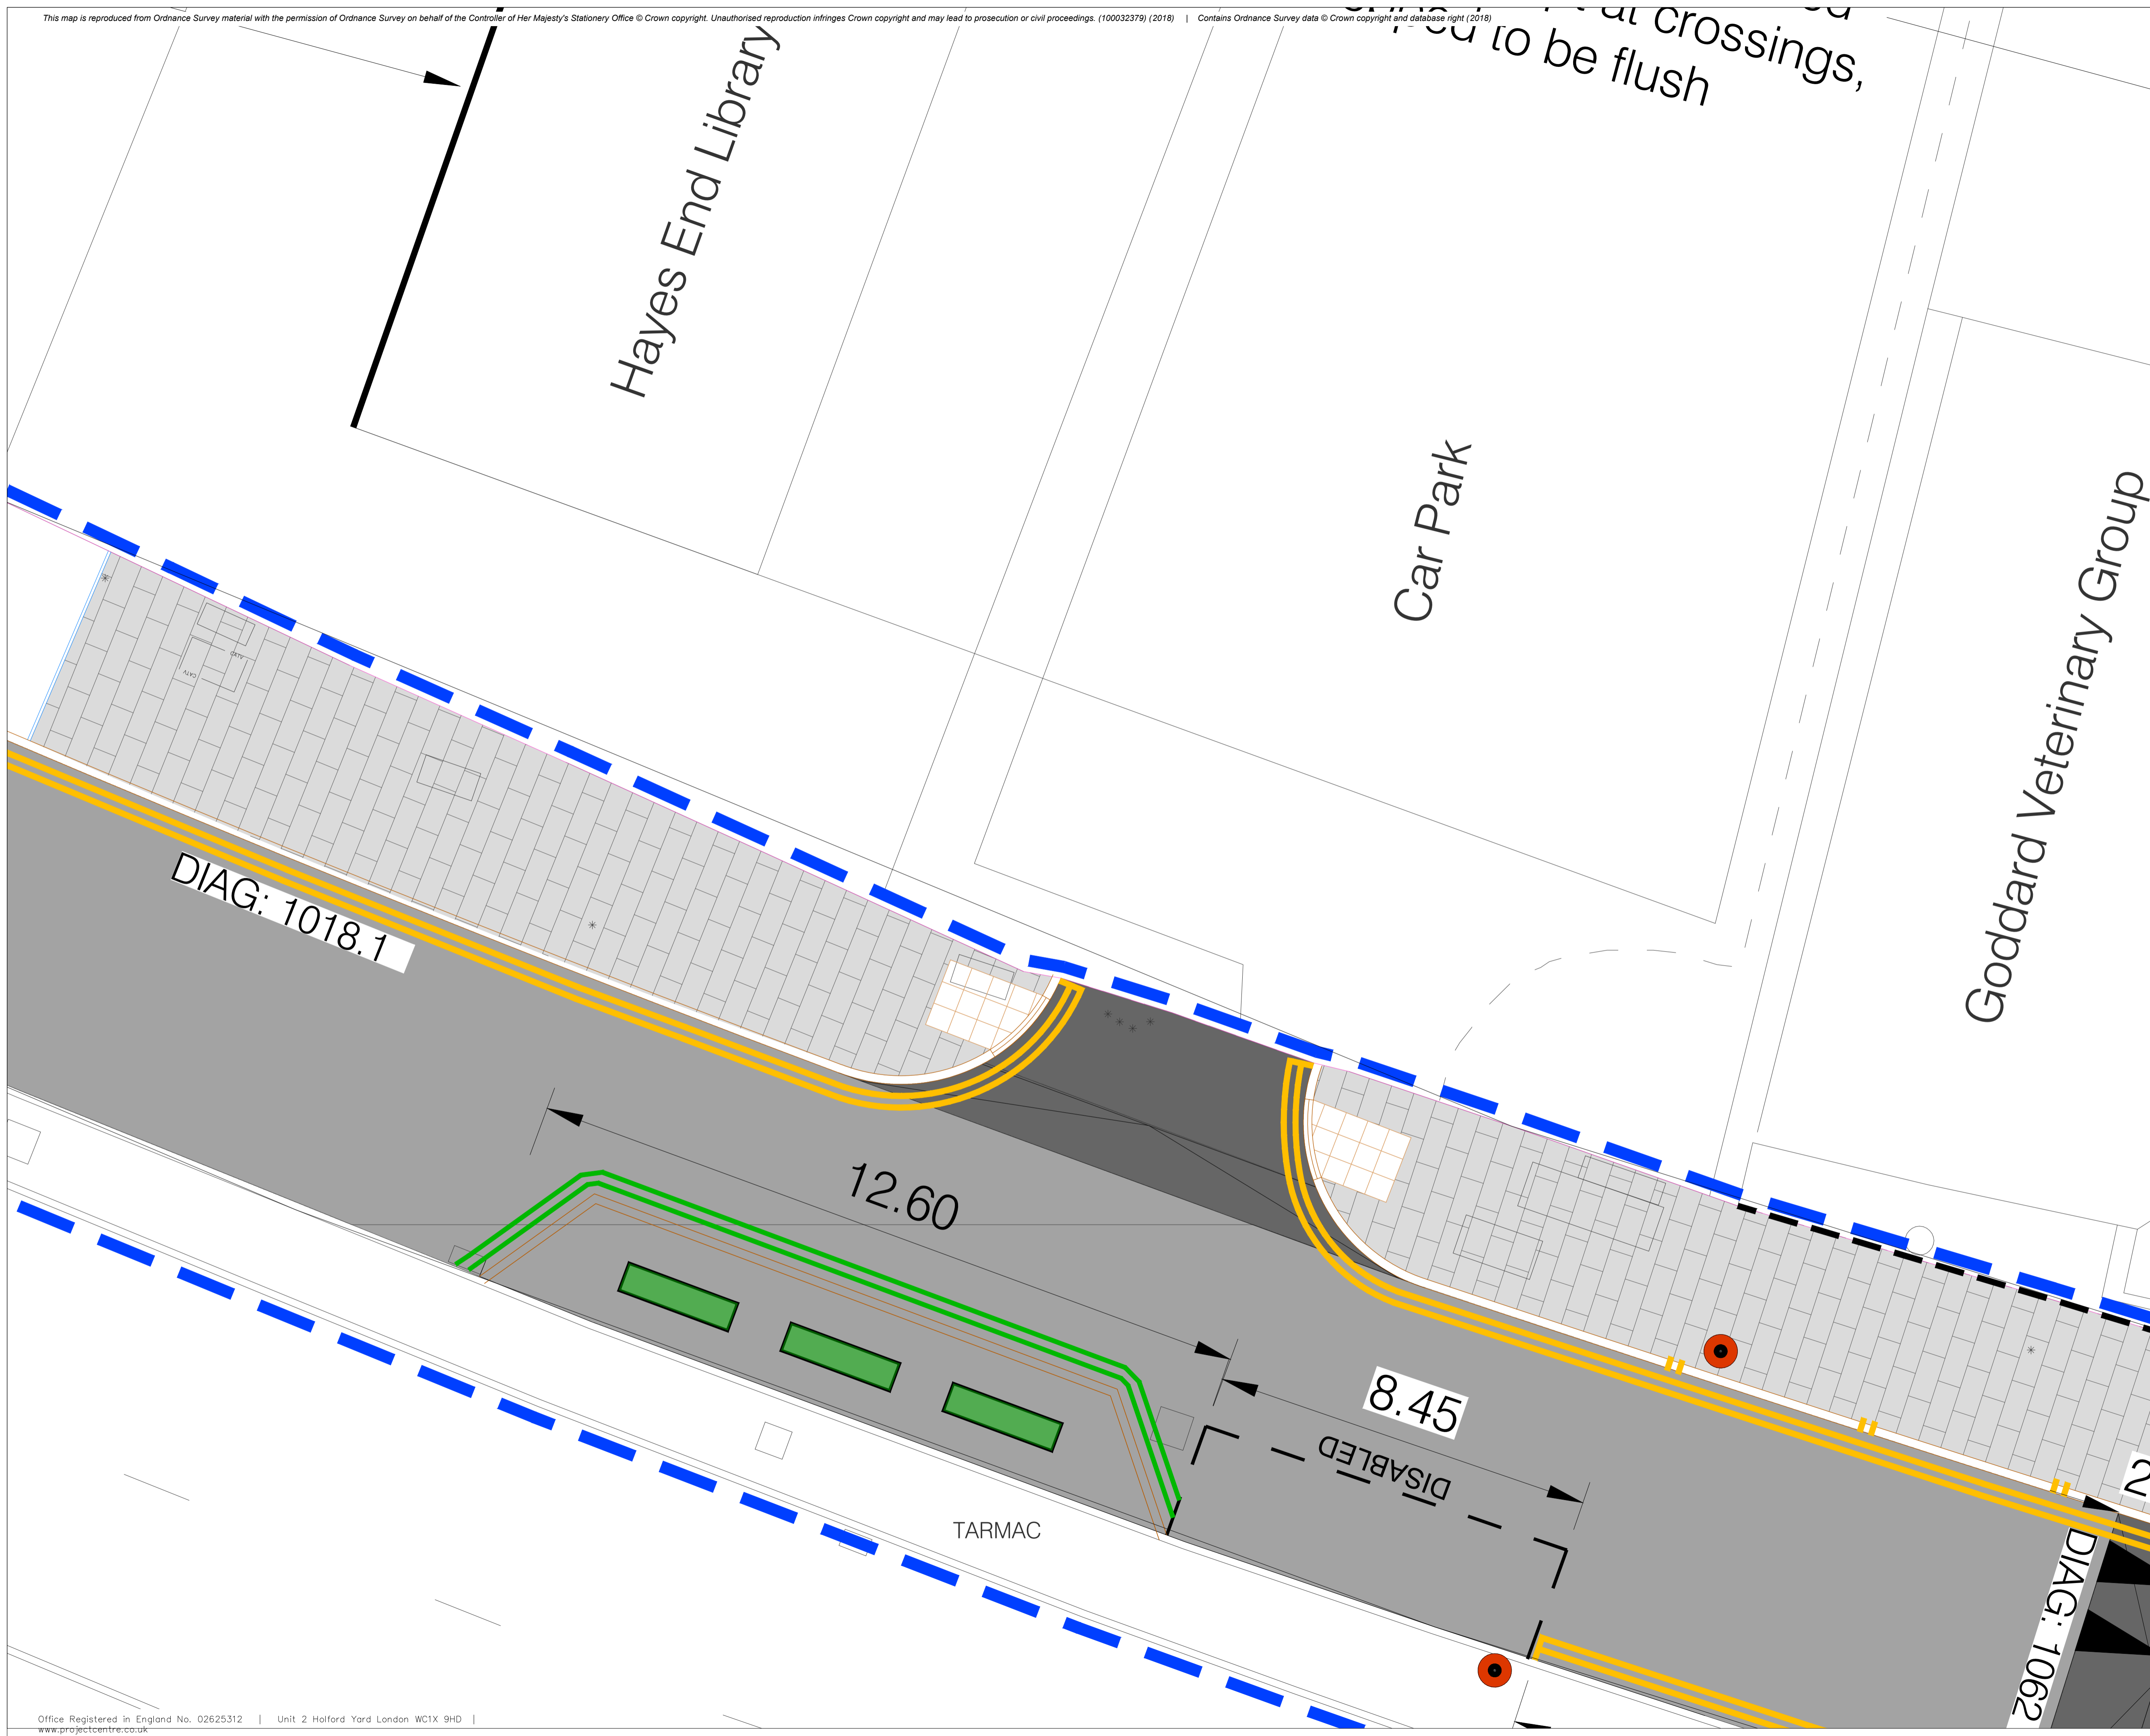 This map is reproduced from Ordnance Survey material with the permission of Ordnance Survey on behalf of the Controller of Her Majesty's Stationery Office © Crown copyright. Unauthorised reproduction infringes Crown copyright and may lead to prosecution or civil proceedings. (100032379) (2018) | Contains Ordnance Survey data © Crown copyright and database right (2018)
at crossings,
to be flush
Hayes End Library
Car Park
Goddard Veterinary Group
CATV
CATV
DIAG: 1018.1
12.60
8.45
DISABLED
2
TARMAC
DIAG: 1062
Office Registered in England No. 02625312 | Unit 2 Holford Yard London WC1X 9HD |
www.projectcentre.co.uk